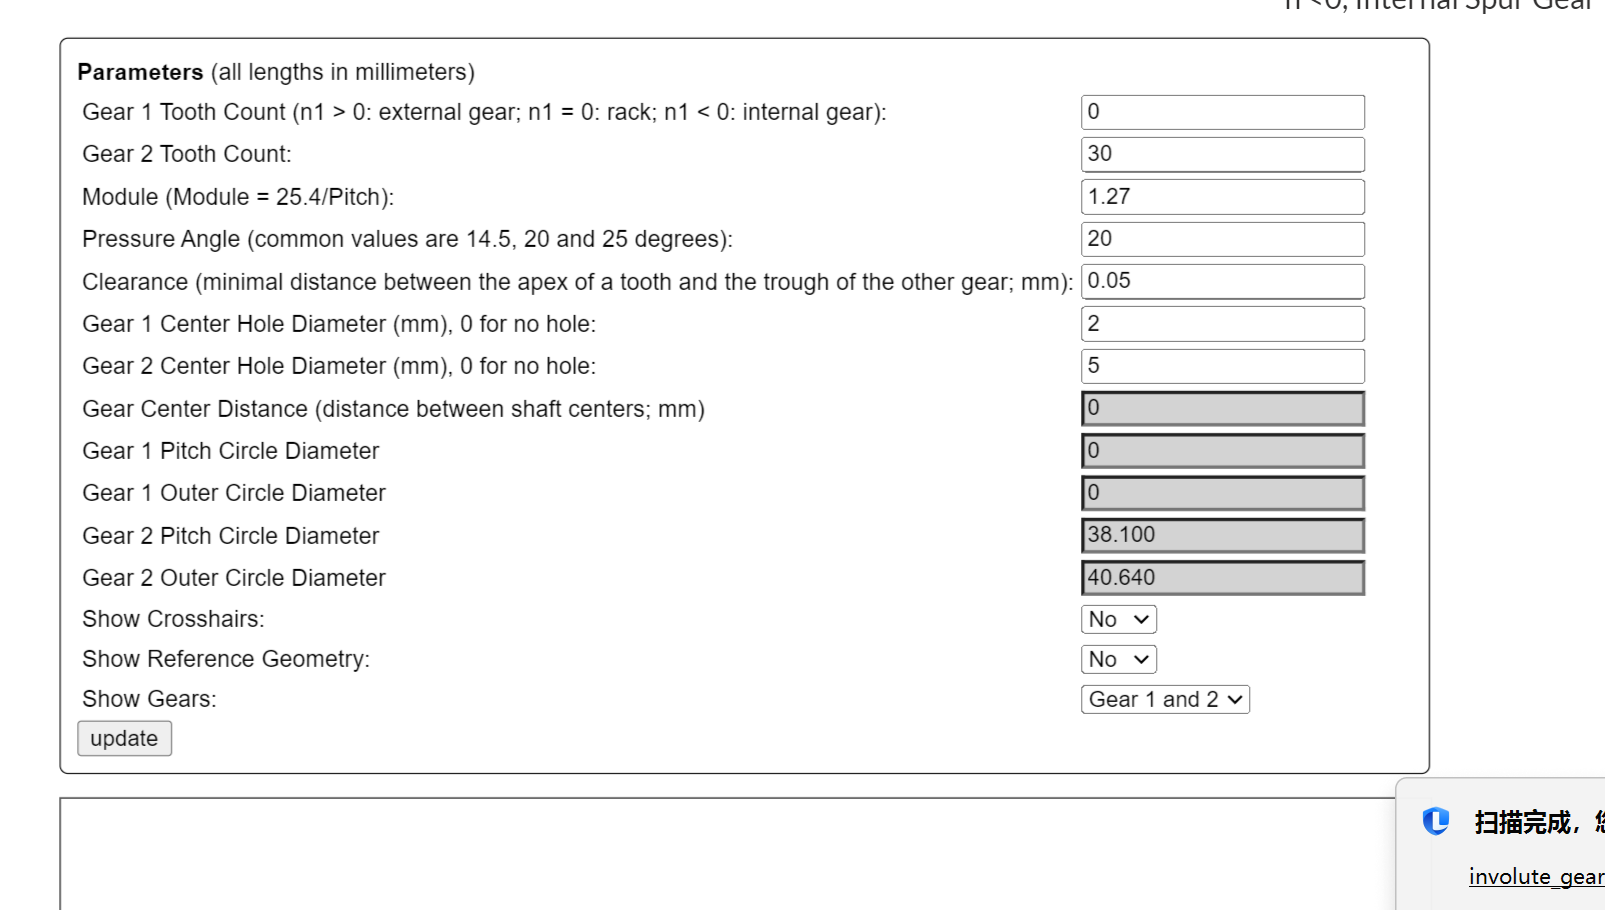 n <0, Internal Spur Gear
Parameters (all lengths in millimeters)
Gear 1 Tooth Count (n1 > 0: external gear; n1 = 0: rack; n1 < 0: internal gear): 0
Gear 2 Tooth Count: 30
Module (Module = 25.4/Pitch): 1.27
Pressure Angle (common values are 14.5, 20 and 25 degrees): 20
Clearance (minimal distance between the apex of a tooth and the trough of the other gear; mm): 0.05
Gear 1 Center Hole Diameter (mm), 0 for no hole: 2
Gear 2 Center Hole Diameter (mm), 0 for no hole: 5
Gear Center Distance (distance between shaft centers; mm) 0
Gear 1 Pitch Circle Diameter 0
Gear 1 Outer Circle Diameter 0
Gear 2 Pitch Circle Diameter 38.100
Gear 2 Outer Circle Diameter 40.640
Show Crosshairs: No
Show Reference Geometry: No
Show Gears: Gear 1 and 2
update
扫描完成，
involute_gear